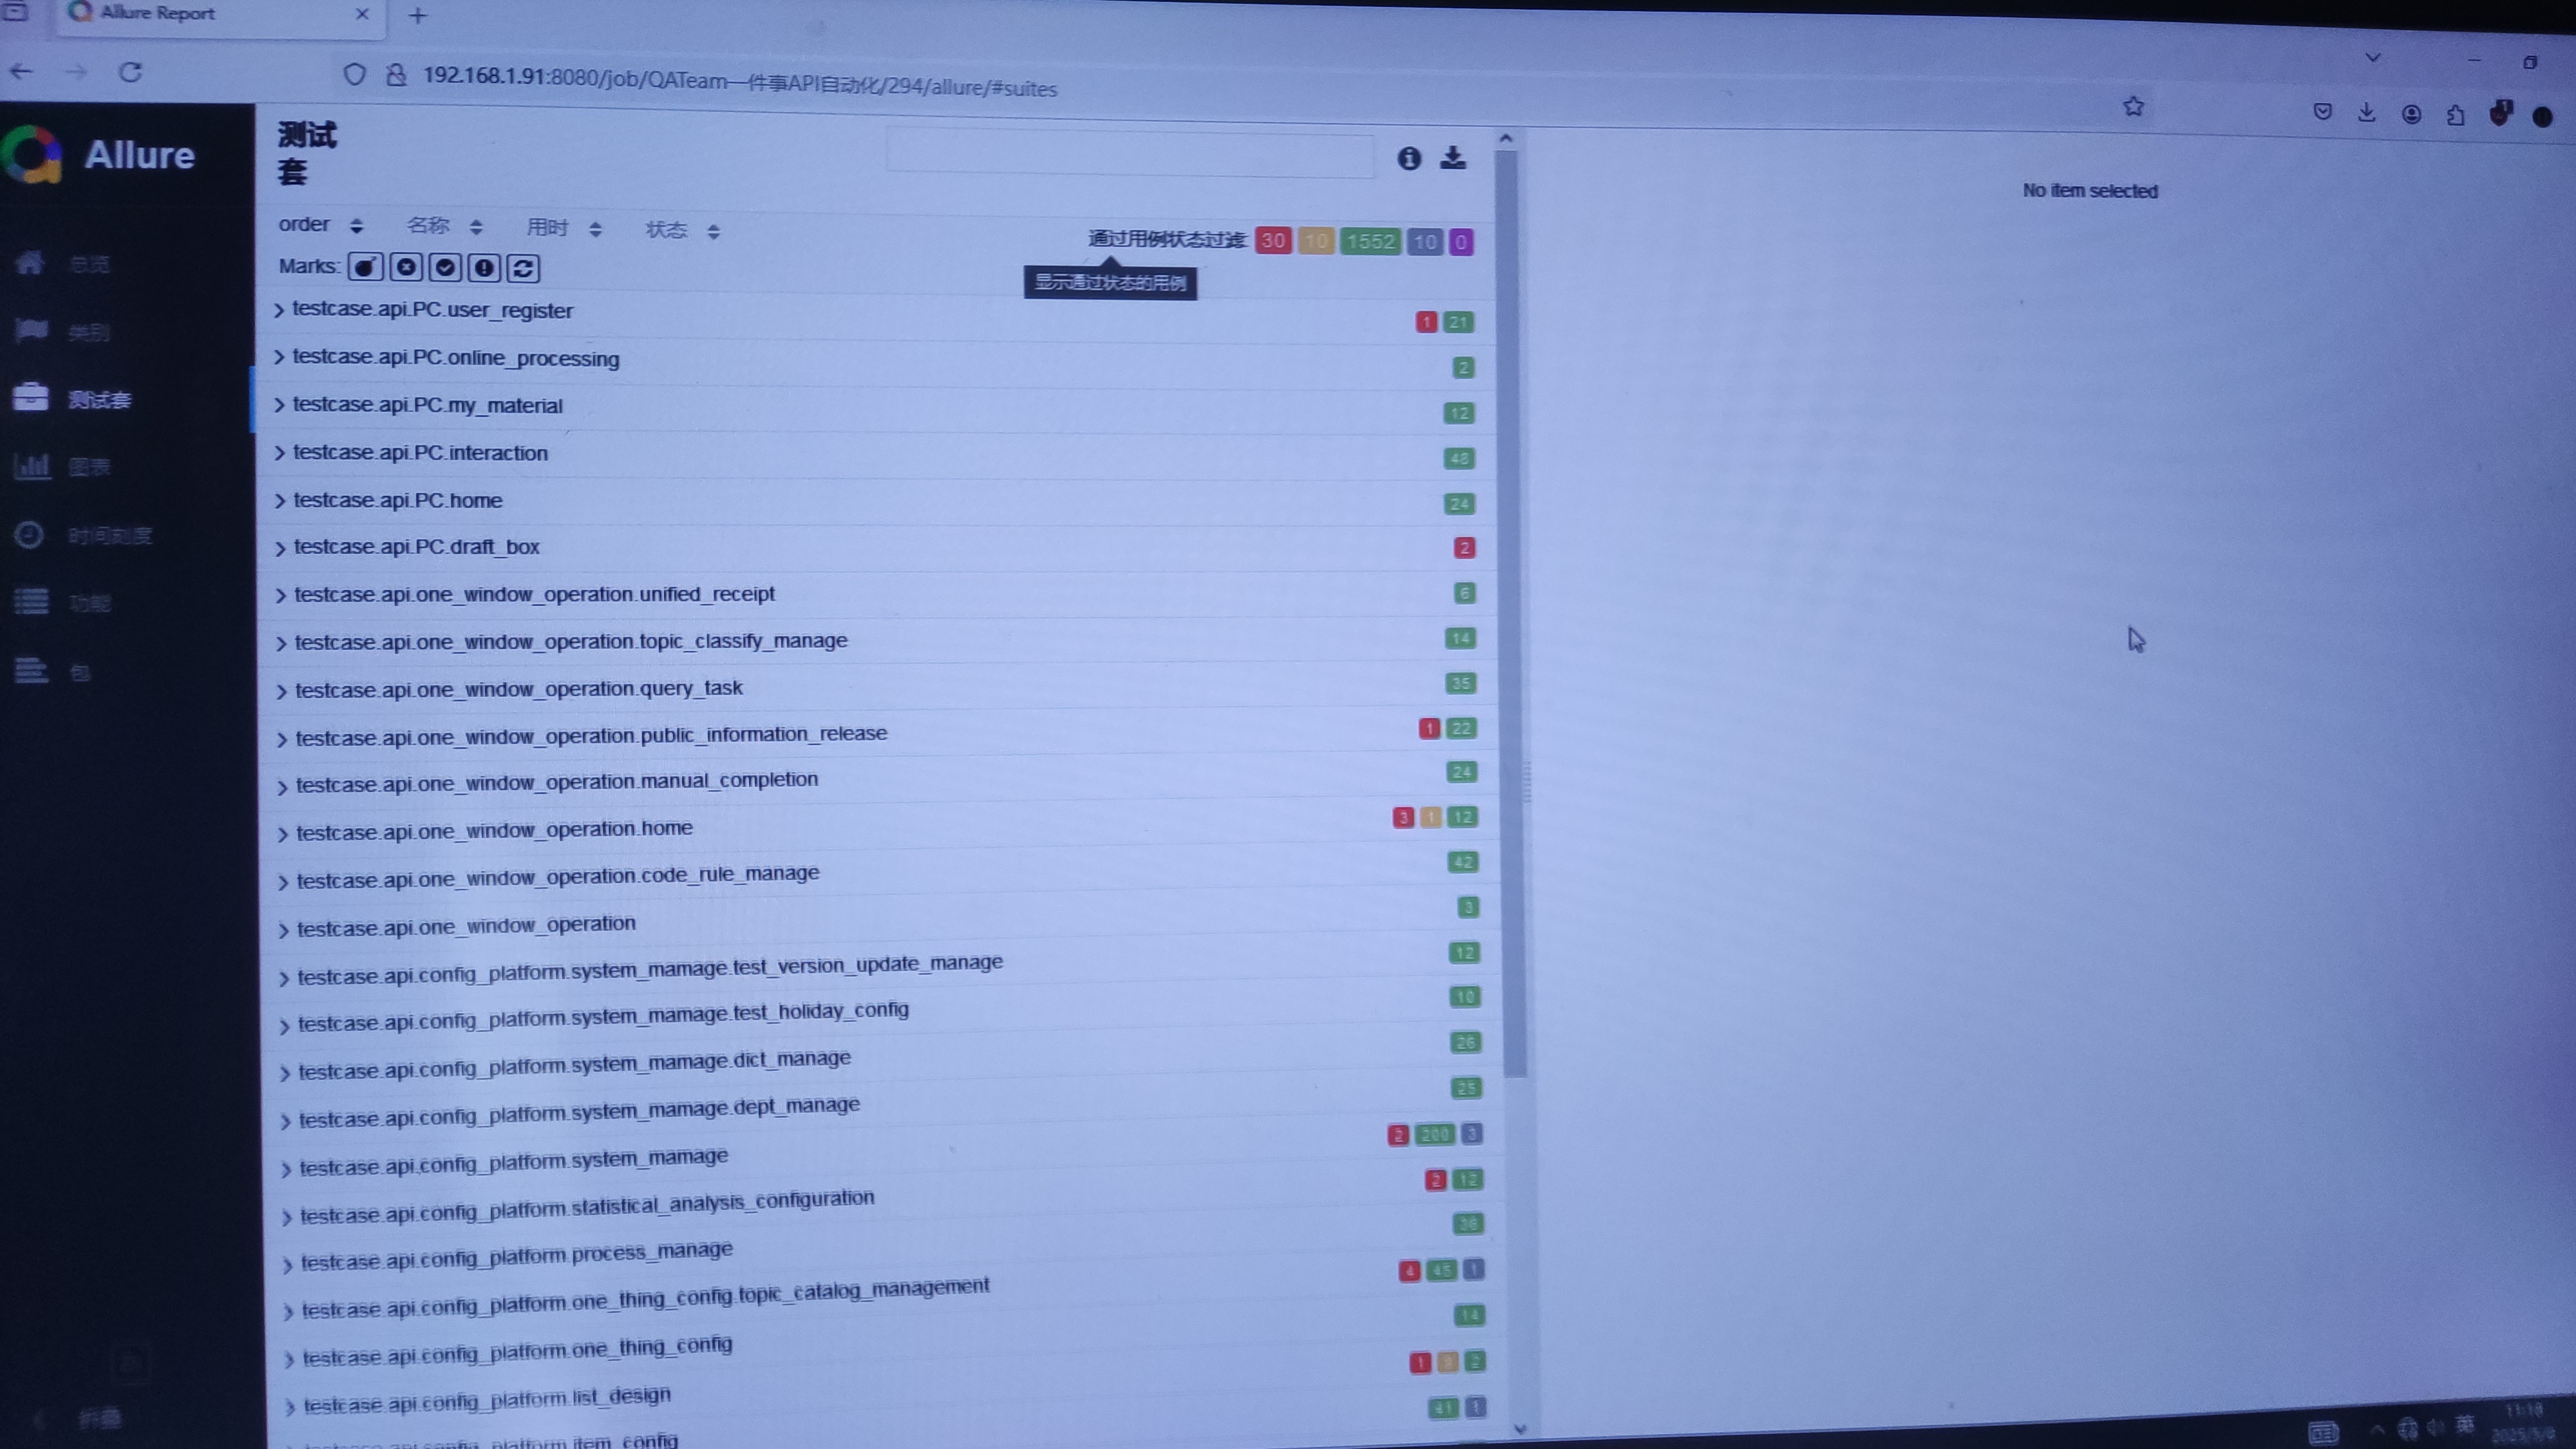 Allure Report
192.168.1.91:8080/job/QATeam一件事API自动化/294/allure/#suites
Allure
总览
类别
测试套
图表
时间刻度
功能
包
折叠
测试
套
order 名称 用时 状态
通过用例状态过滤 30 10 1552 10 0
Marks:
显示通过状态的用例
testcase.api.PC.user_register 1 21
testcase.api.PC.online_processing 2
testcase.api.PC.my_material 12
testcase.api.PC.interaction 48
testcase.api.PC.home 24
testcase.api.PC.draft_box 2
testcase.api.one_window_operation.unified_receipt 6
testcase.api.one_window_operation.topic_classify_manage 14
testcase.api.one_window_operation.query_task 35
testcase.api.one_window_operation.public_information_release 1 22
testcase.api.one_window_operation.manual_completion 24
testcase.api.one_window_operation.home 3 1 12
testcase.api.one_window_operation.code_rule_manage 42
testcase.api.one_window_operation 3
testcase.api.config_platform.system_mamage.test_version_update_manage 12
testcase.api.config_platform.system_mamage.test_holiday_config 10
testcase.api.config_platform.system_mamage.dict_manage 26
testcase.api.config_platform.system_mamage.dept_manage 25
testcase.api.config_platform.system_mamage 2 200 3
testcase.api.config_platform.statistical_analysis_configuration 2 12
testcase.api.config_platform.process_manage
testcase.api.config_platform.one_thing_config.topic_catalog_management 4 45 1
testcase.api.config_platform.one_thing_config 14
testcase.api.config_platform.list_design 1 2
testcase.api.config_platform.item_config 1
No item selected
英
11:18